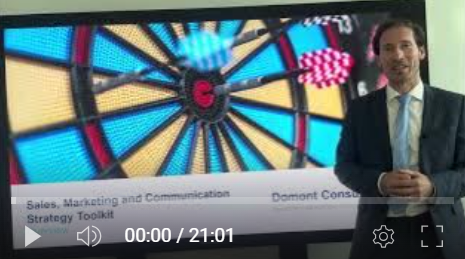 Sales, Marketing and Communication
Strategy Toolkit
Domont Consu
00:00 / 21:01